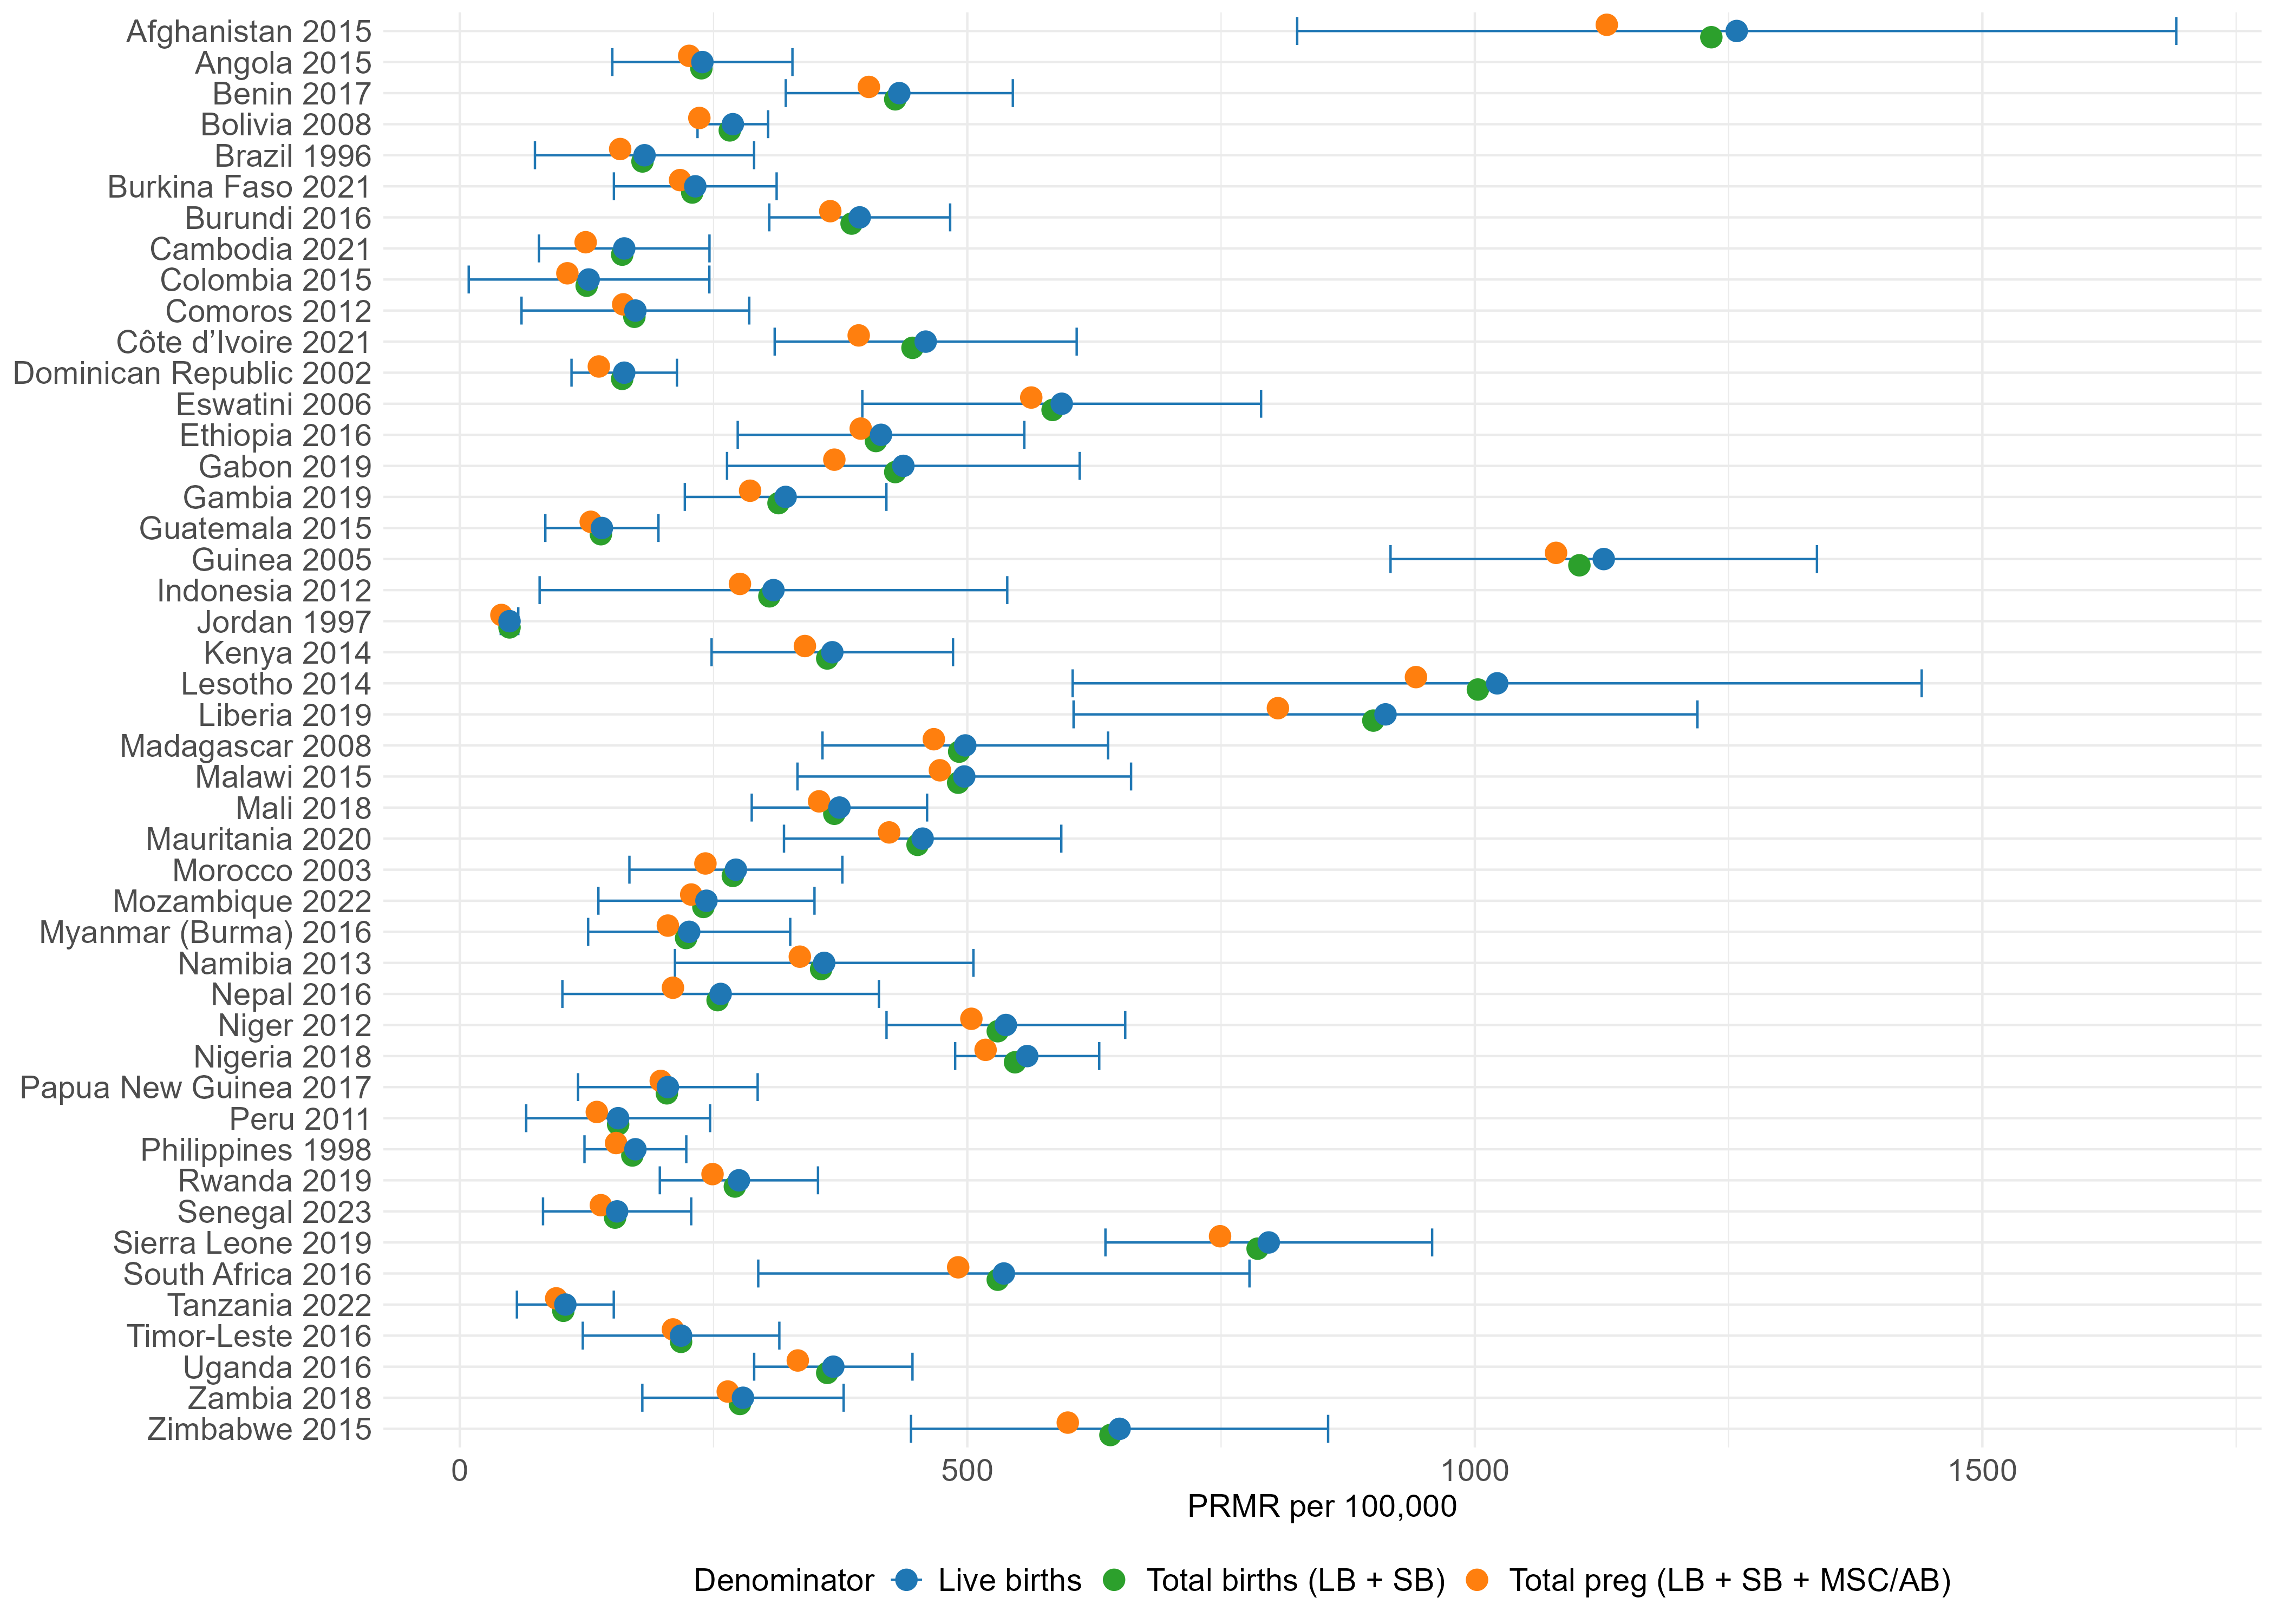 Afghanistan 2015
Angola 2015
Benin 2017
Bolivia 2008
Brazil 1996
Burkina Faso 2021
Burundi 2016
Cambodia 2021
Colombia 2015
Comoros 2012
Côte d’Ivoire 2021
Dominican Republic 2002
Eswatini 2006
Ethiopia 2016
Gabon 2019
Gambia 2019
Guatemala 2015
Guinea 2005
Indonesia 2012
Jordan 1997
Kenya 2014
Lesotho 2014
Liberia 2019
Madagascar 2008
Malawi 2015
Mali 2018
Mauritania 2020
Morocco 2003
Mozambique 2022
Myanmar (Burma) 2016
Namibia 2013
Nepal 2016
Niger 2012
Nigeria 2018
Papua New Guinea 2017
Peru 2011
Philippines 1998
Rwanda 2019
Senegal 2023
Sierra Leone 2019
South Africa 2016
Tanzania 2022
Timor-Leste 2016
Uganda 2016
Zambia 2018
Zimbabwe 2015
0 500 1000 1500
PRMR per 100,000
Denominator Live births Total births (LB + SB) Total preg (LB + SB + MSC/AB)